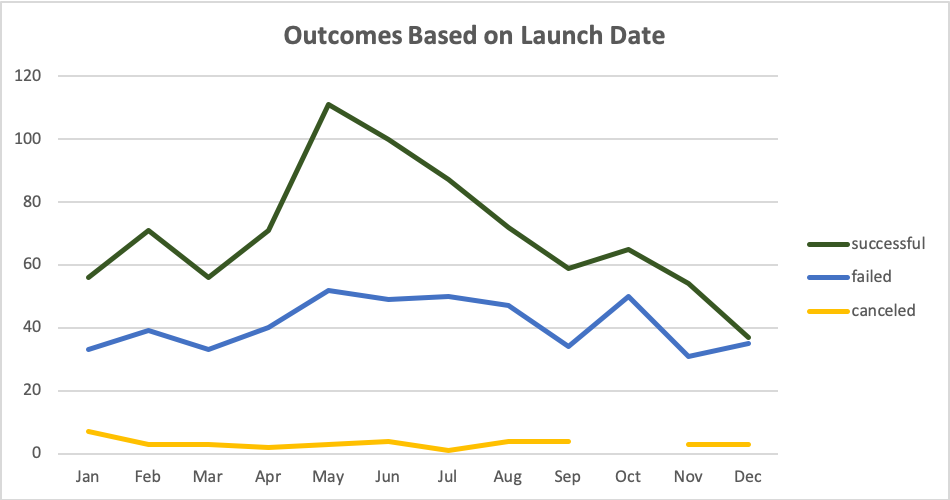 Outcomes Based on Launch Date
120
100
80
60
40
20
0
Jan Feb Mar Apr May Jun Jul Aug Sep Oct Nov Dec
successful
failed
canceled